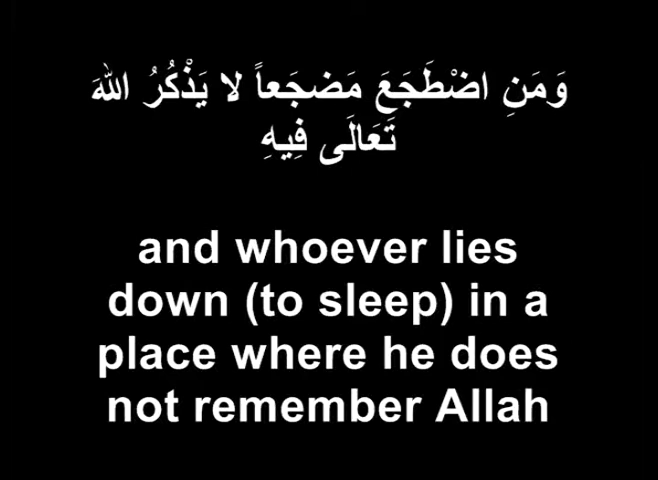 وَمَنِ اضْطَجَعَ مَضجَعاً لا يَذْكُرُ اللهَ
تَعَالَى فِيهِ
and whoever lies
down (to sleep) in a
place where he does
not remember Allah